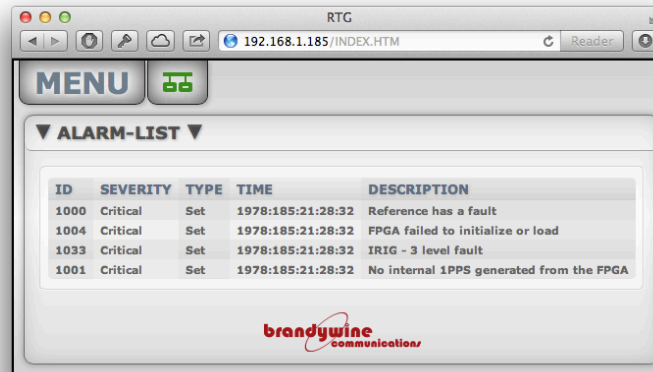 RTG
192.168.1.185/INDEX.HTM
Reader
MENU
▼ ALARM-LIST ▼
ID SEVERITY TYPE TIME DESCRIPTION
1000 Critical Set 1978:185:21:28:32 Reference has a fault
1004 Critical Set 1978:185:21:28:32 FPGA failed to initialize or load
1033 Critical Set 1978:185:21:28:32 IRIG - 3 level fault
1001 Critical Set 1978:185:21:28:32 No internal 1PPS generated from the FPGA
brandywine
communications